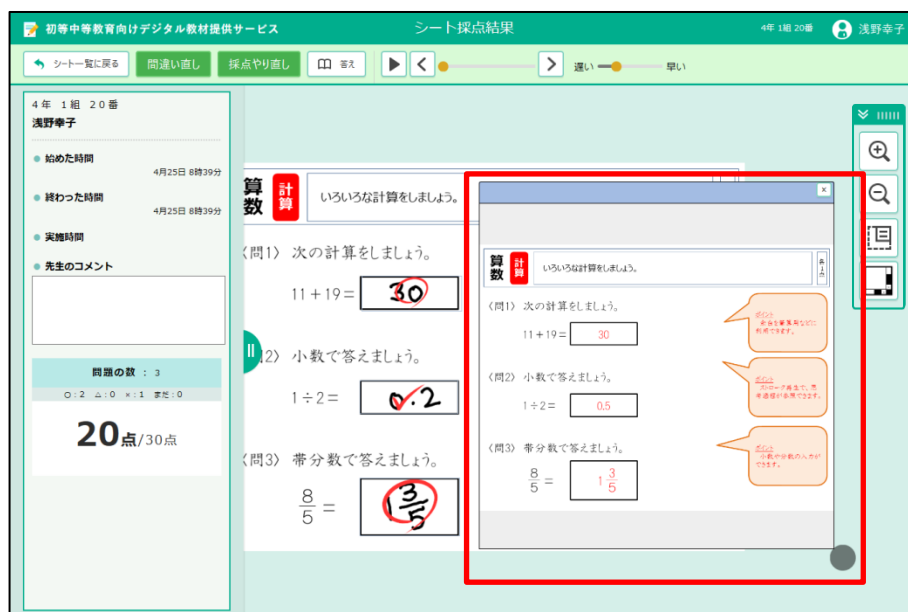 初等中等教育向けデジタル教材提供サービス
シート採点結果
4年 1組 20番
浅野幸子
シート一覧に戻る
間違い直し
採点やり直し
答え
遅い
早い
4年 1組 20番
浅野幸子
始めた時間
4月25日 8時39分
終わった時間
4月25日 8時39分
実施時間
先生のコメント
問題の数 : 3
○:2 △:0 ×:1 まだ:0
20点/30点
算数
計算
いろいろな計算をしましょう。
〈問1〉 次の計算をしましょう。
11+19= 30
2〉 小数で答えましょう。
1÷2= 0.2
〈問3〉 帯分数で答えましょう。
8/5 = 1 3/5
算数
計算
いろいろな計算をしましょう。
〈問1〉 次の計算をしましょう。
11+19= 30
ポイント
〈問2〉 小数で答えましょう。
1÷2= 0.5
ポイント
〈問3〉 帯分数で答えましょう。
8/5 = 1 3/5
ポイント
小数や分数の入力が
できます。